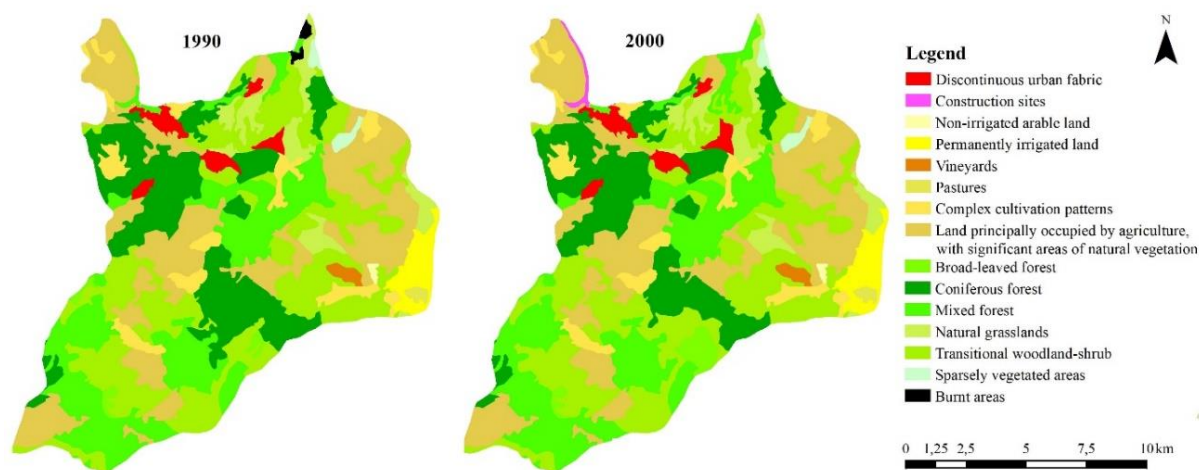 1990
2000
N
Legend
Discontinuous urban fabric
Construction sites
Non-irrigated arable land
Permanently irrigated land
Vineyards
Pastures
Complex cultivation patterns
Land principally occupied by agriculture,
with significant areas of natural vegetation
Broad-leaved forest
Coniferous forest
Mixed forest
Natural grasslands
Transitional woodland-shrub
Sparsely vegetated areas
Burnt areas
0 1,25 2,5 5 7,5 10 km